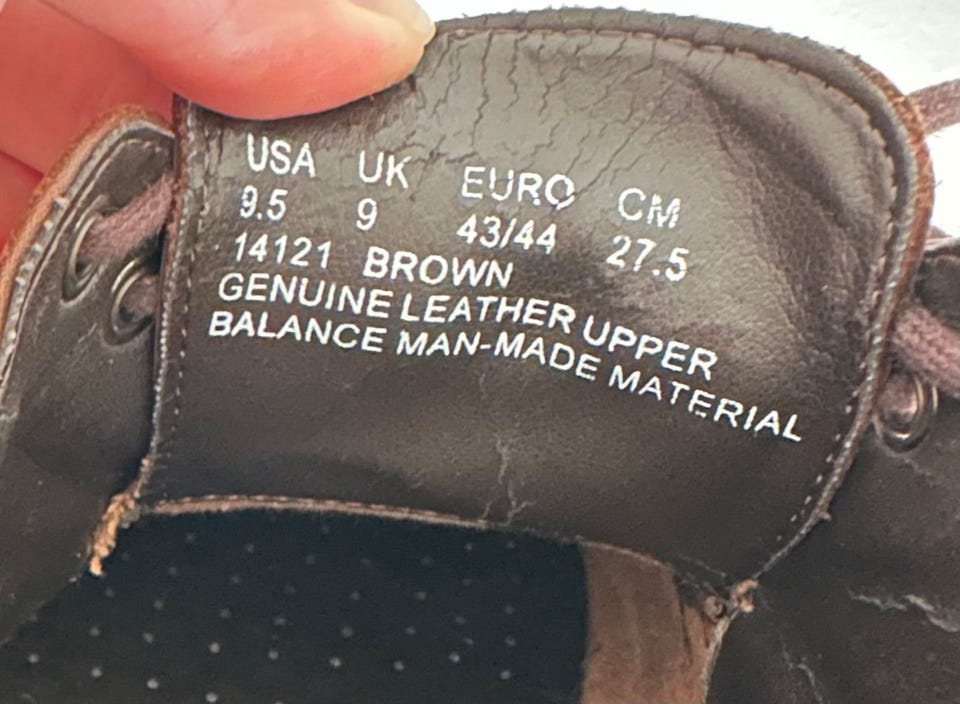 USA UK EURO CM
9.5 9 43/44 27.5
14121 BROWN
GENUINE LEATHER UPPER
BALANCE MAN-MADE MATERIAL